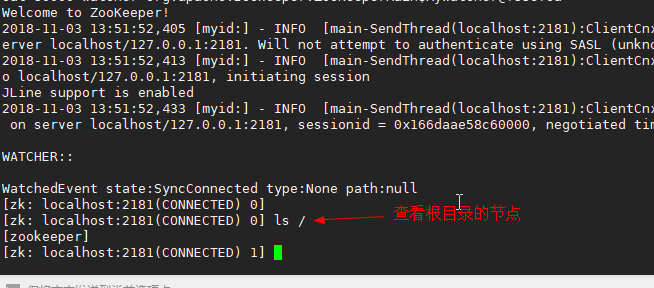 Welcome to ZooKeeper!
2018-11-03 13:51:52,405 [myid:] - INFO  [main-SendThread(localhost:2181):ClientCnx
erver localhost/127.0.0.1:2181. Will not attempt to authenticate using SASL (unkno
2018-11-03 13:51:52,413 [myid:] - INFO  [main-SendThread(localhost:2181):ClientCnx
o localhost/127.0.0.1:2181, initiating session
JLine support is enabled
2018-11-03 13:51:52,433 [myid:] - INFO  [main-SendThread(localhost:2181):ClientCnx
 on server localhost/127.0.0.1:2181, sessionid = 0x166daae58c60000, negotiated tim
WATCHER::
WatchedEvent state:SyncConnected type:None path:null
[zk: localhost:2181(CONNECTED) 0]
[zk: localhost:2181(CONNECTED) 0] ls / 查看根目录的节点
[zookeeper]
[zk: localhost:2181(CONNECTED) 1]